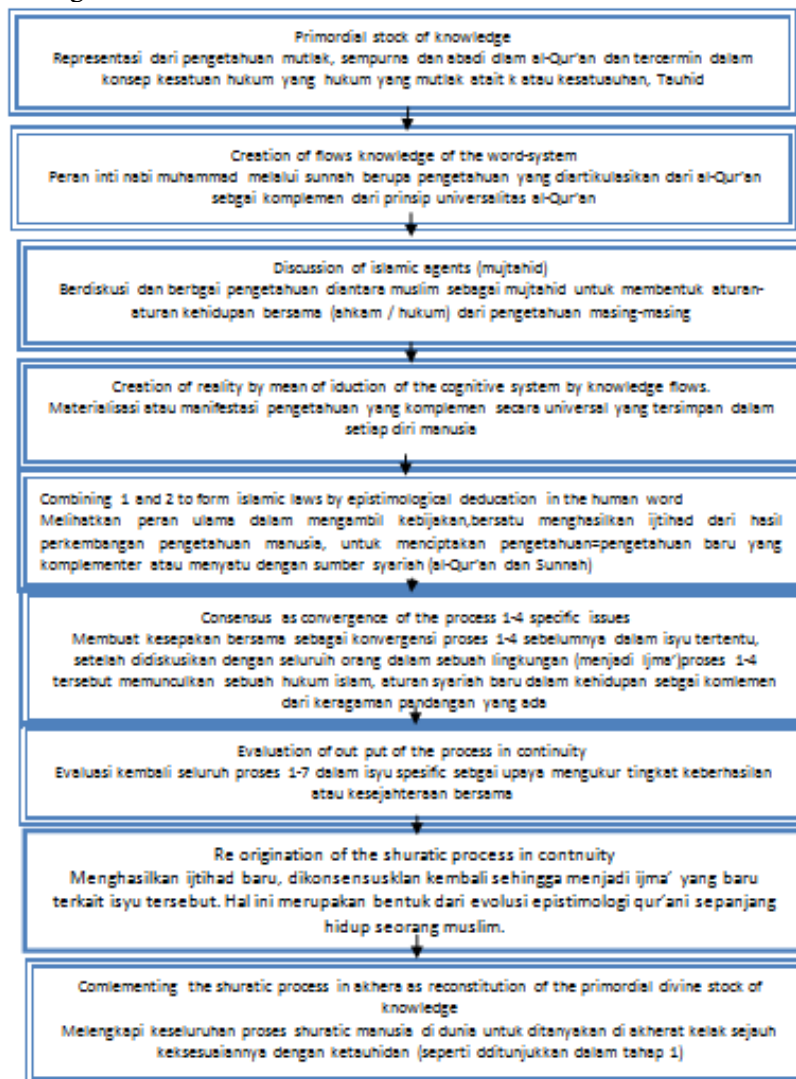 Primordial stock of knowledge
Representasi dari pengetahuan mutlak, sempurna dan abadi dlam al-Qur'an dan tercermin dalam
konsep kesatuan hukum yang hukum yang mutlak atait k atau kesatuauhan, Tauhid
Creation of flows knowledge of the word-system
Peran inti nabi muhammad melalui sunnah berupa pengetahuan yang diartikulasikan dari al-Qur'an
sebgai komplemen dari prinsip universalitas al-Qur'an
Discussion of islamic agents (mujtahid)
Berdiskusi dan berbgai pengetahuan diantara muslim sebagai mujtahid untuk membentuk aturan-
aturan kehidupan bersama (ahkam / hukum) dari pengetahuan masing-masing
Creation of reality by mean of iduction of the cognitive system by knowledge flows.
Materialisasi atau manifestasi pengetahuan yang komplemen secara universal yang tersimpan dalam
setiap diri manusia
Combining 1 and 2 to form islamic laws by epistimological deducation in the human word
Melihatkan peran ulama dalam mengambil kebijakan,bersatu menghasilkan ijtihad dari hasil
perkembangan pengetahuan manusia, untuk menciptakan pengetahuan=pengetahuan baru yang
komplementer atau menyatu dengan sumber syariah (al-Qur'an dan Sunnah)
Consensus as convergence of the process 1-4 specific issues
Membuat kesepakan bersama sebagai konvergensi proses 1-4 sebelumnya dalam isyu tertentu,
setelah didiskusikan dengan seluruih orang dalam sebuah lingkungan (menjadi Ijma')proses 1-4
tersebut memunculkan sebuah hukum islam, aturan syariah baru dalam kehidupan sebgai komlemen
dari keragaman pandangan yang ada
Evaluation of out put of the process in continuity
Evaluasi kembali seluruh proses 1-7 dalam isyu spesific sebgai upaya mengukur tingkat keberhasilan
atau kesejahteraan bersama
Re origination of the shuratic process in contnuity
Menghasilkan ijtihad baru, dikonsensusklan kembali sehingga menjadi ijma' yang baru
terkait isyu tersebut. Hal ini merupakan bentuk dari evolusi epistimologi qur'ani sepanjang
hidup seorang muslim.
Comlementing the shuratic process in akhera as reconstitution of the primordial divine stock of
knowledge
Melengkapi keseluruhan proses shuratic manusia di dunia untuk ditanyakan di akherat kelak sejauh
keksesuaiannya dengan ketauhidan (seperti dditunjukkan dalam tahap 1)